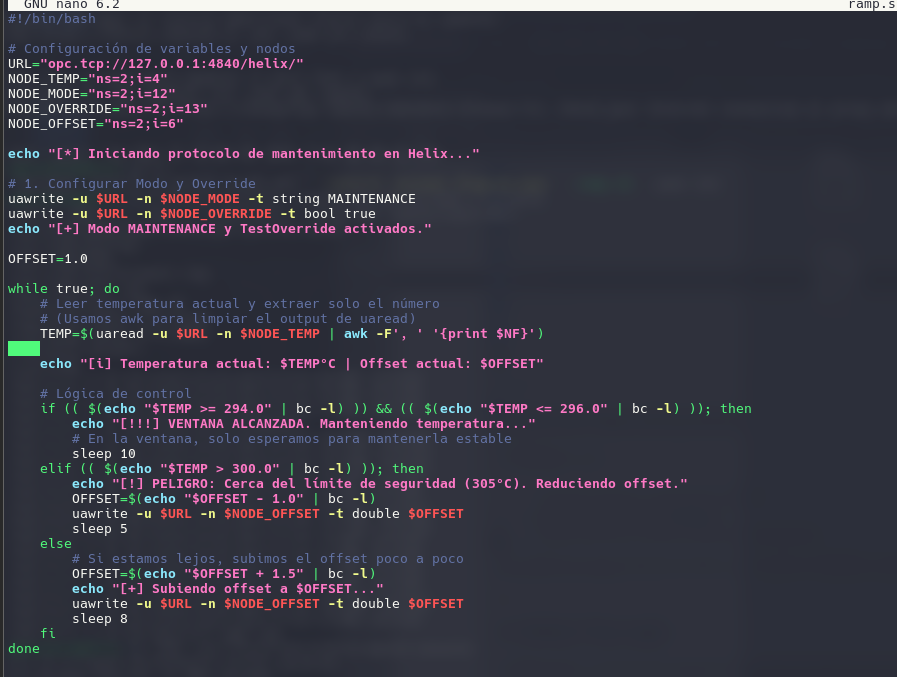 GNU nano 6.2 ramp.s
#!/bin/bash
# Configuración de variables y nodos
URL="opc.tcp://127.0.0.1:4840/helix/"
NODE_TEMP="ns=2;i=4"
NODE_MODE="ns=2;i=12"
NODE_OVERRIDE="ns=2;i=13"
NODE_OFFSET="ns=2;i=6"
echo "[*] Iniciando protocolo de mantenimiento en Helix..."
# 1. Configurar Modo y Override
uawrite -u $URL -n $NODE_MODE -t string MAINTENANCE
uawrite -u $URL -n $NODE_OVERRIDE -t bool true
echo "[+] Modo MAINTENANCE y TestOverride activados."
OFFSET=1.0
while true; do
    # Leer temperatura actual y extraer solo el número
    # (Usamos awk para limpiar el output de uaread)
    TEMP=$(uaread -u $URL -n $NODE_TEMP | awk -F', ' '{print $NF}')
    echo "[i] Temperatura actual: $TEMP°C | Offset actual: $OFFSET"
    # Lógica de control
    if (( $(echo "$TEMP >= 294.0" | bc -l) )) && (( $(echo "$TEMP <= 296.0" | bc -l) )); then
        echo "[!!!] VENTANA ALCANZADA. Manteniendo temperatura..."
        # En la ventana, solo esperamos para mantenerla estable
        sleep 10
    elif (( $(echo "$TEMP > 300.0" | bc -l) )); then
        echo "[!] PELIGRO: Cerca del límite de seguridad (305°C). Reduciendo offset."
        OFFSET=$(echo "$OFFSET - 1.0" | bc -l)
        uawrite -u $URL -n $NODE_OFFSET -t double $OFFSET
        sleep 5
    else
        # Si estamos lejos, subimos el offset poco a poco
        OFFSET=$(echo "$OFFSET + 1.5" | bc -l)
        echo "[+] Subiendo offset a $OFFSET..."
        uawrite -u $URL -n $NODE_OFFSET -t double $OFFSET
        sleep 8
    fi
done